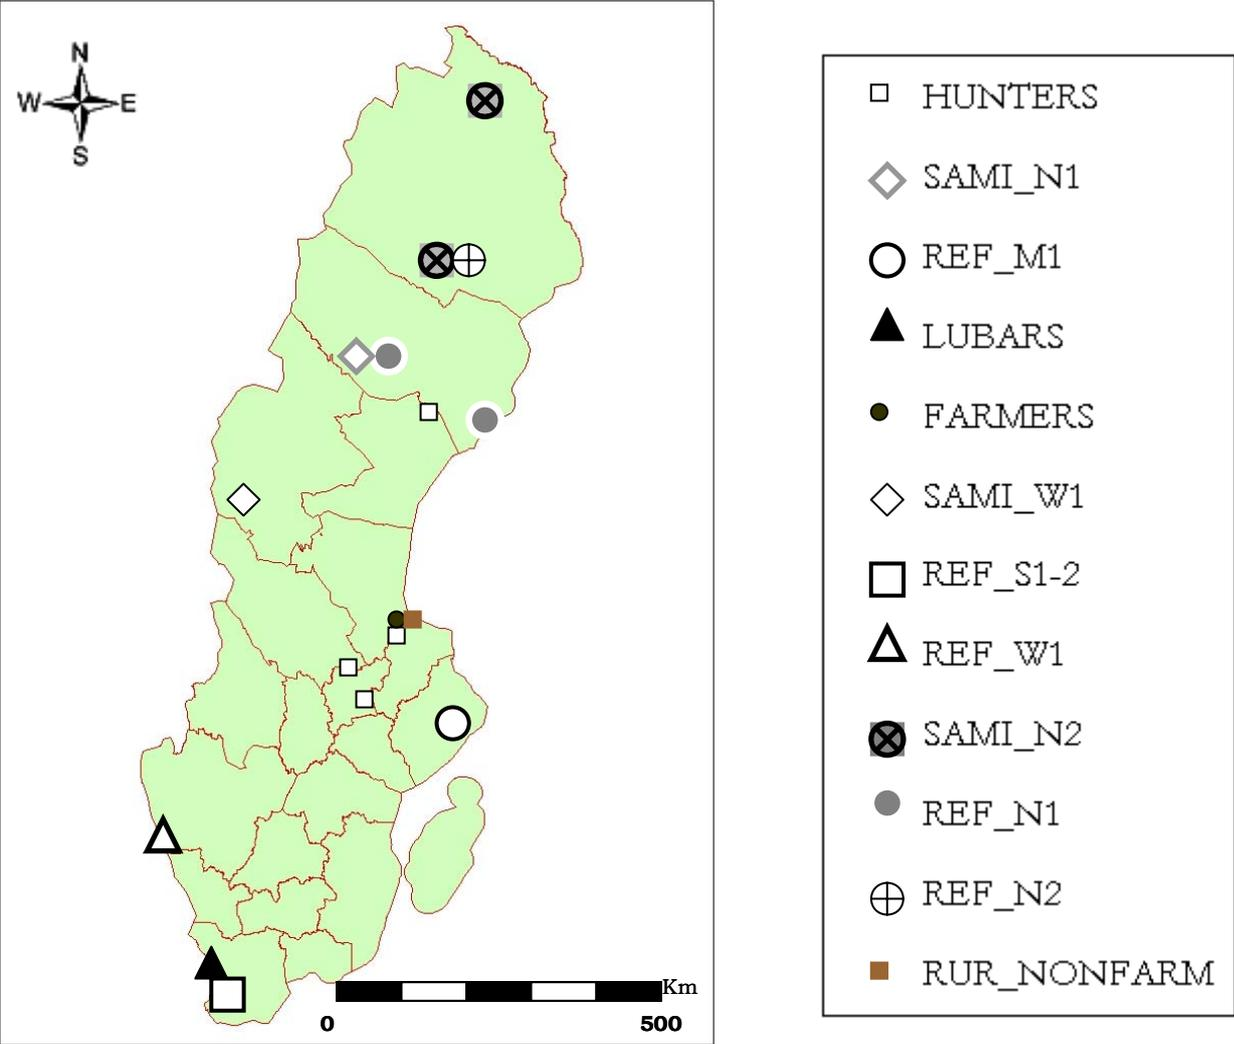 N
W E
S
HUNTERS
SAMI_N1
REF_M1
LUBARS
FARMERS
SAMI_W1
REF_S1-2
REF_W1
SAMI_N2
REF_N1
REF_N2
RUR_NONFARM
Km
0 500